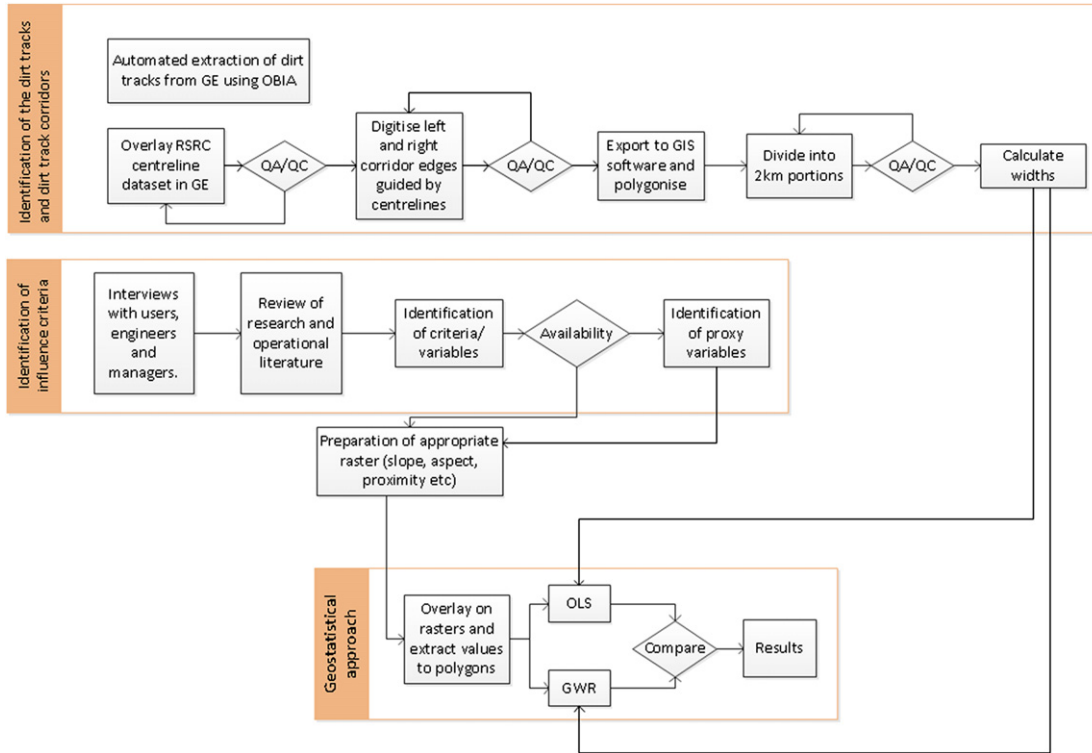 Identification of the dirt tracks
and dirt track corridors
Automated extraction of dirt
tracks from GE using OBIA
Overlay RSRC
centreline
dataset in GE
QA/QC
Digitise left
and right
corridor edges
guided by
centrelines
QA/QC
Export to GIS
software and
polygonise
Divide into
2km portions
QA/QC
Calculate
widths
Identification of
influence criteria
Interviews
with users,
engineers
and
managers.
Review of
research and
operational
literature
Identification
of criteria/
variables
Availability
Identification
of proxy
variables
Preparation of appropriate
raster (slope, aspect,
proximity etc)
Geostatistical
approach
Overlay on
rasters and
extract values
to polygons
OLS
GWR
Compare
Results